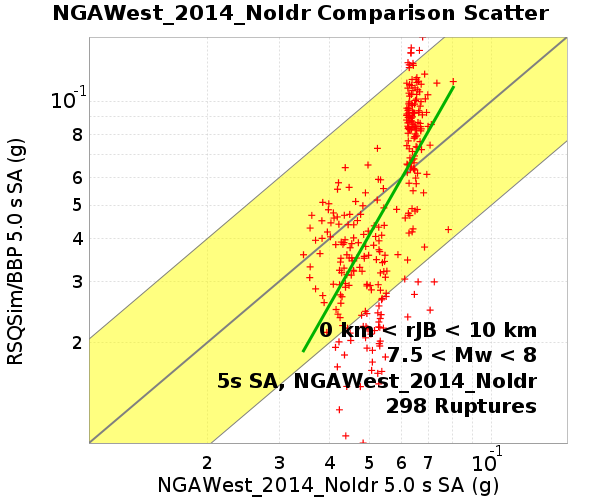 NGAWest_2014_NoIdr Comparison Scatter
RSQSim/BBP 5.0 s SA (g)
10-1
8
6
5
4
3
2
0 km < rJB < 10 km
7.5 < Mw < 8
5s SA, NGAWest_2014_NoIdr
298 Ruptures
2 3 4 5 6 7 10-1
NGAWest_2014_NoIdr 5.0 s SA (g)